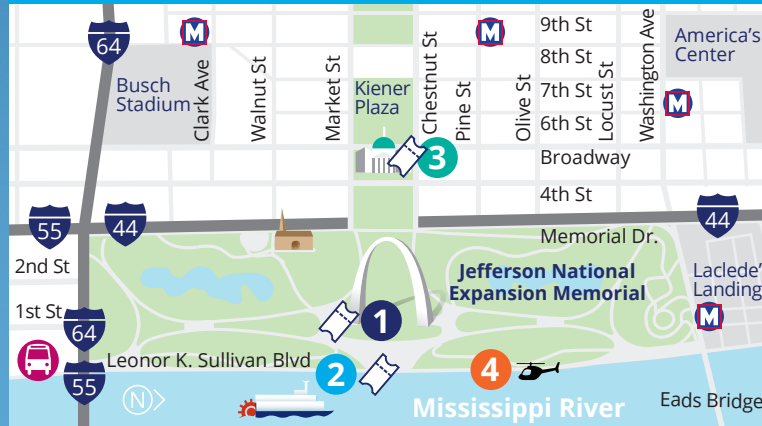 64
M
Busch
Stadium
Clark Ave
Walnut St
Market St
Kiener
Plaza
Chestnut St
Pine St
M
Olive St
9th St
8th St
7th St
6th St
Broadway
4th St
Locust St
Washington Ave
America's
Center
M
3
55
44
44
Memorial Dr.
2nd St
1st St
Jefferson National
Expansion Memorial
Laclede'
Landing
M
64
1
Leonor K. Sullivan Blvd
55
2
4
N
Mississippi River
Eads Bridge